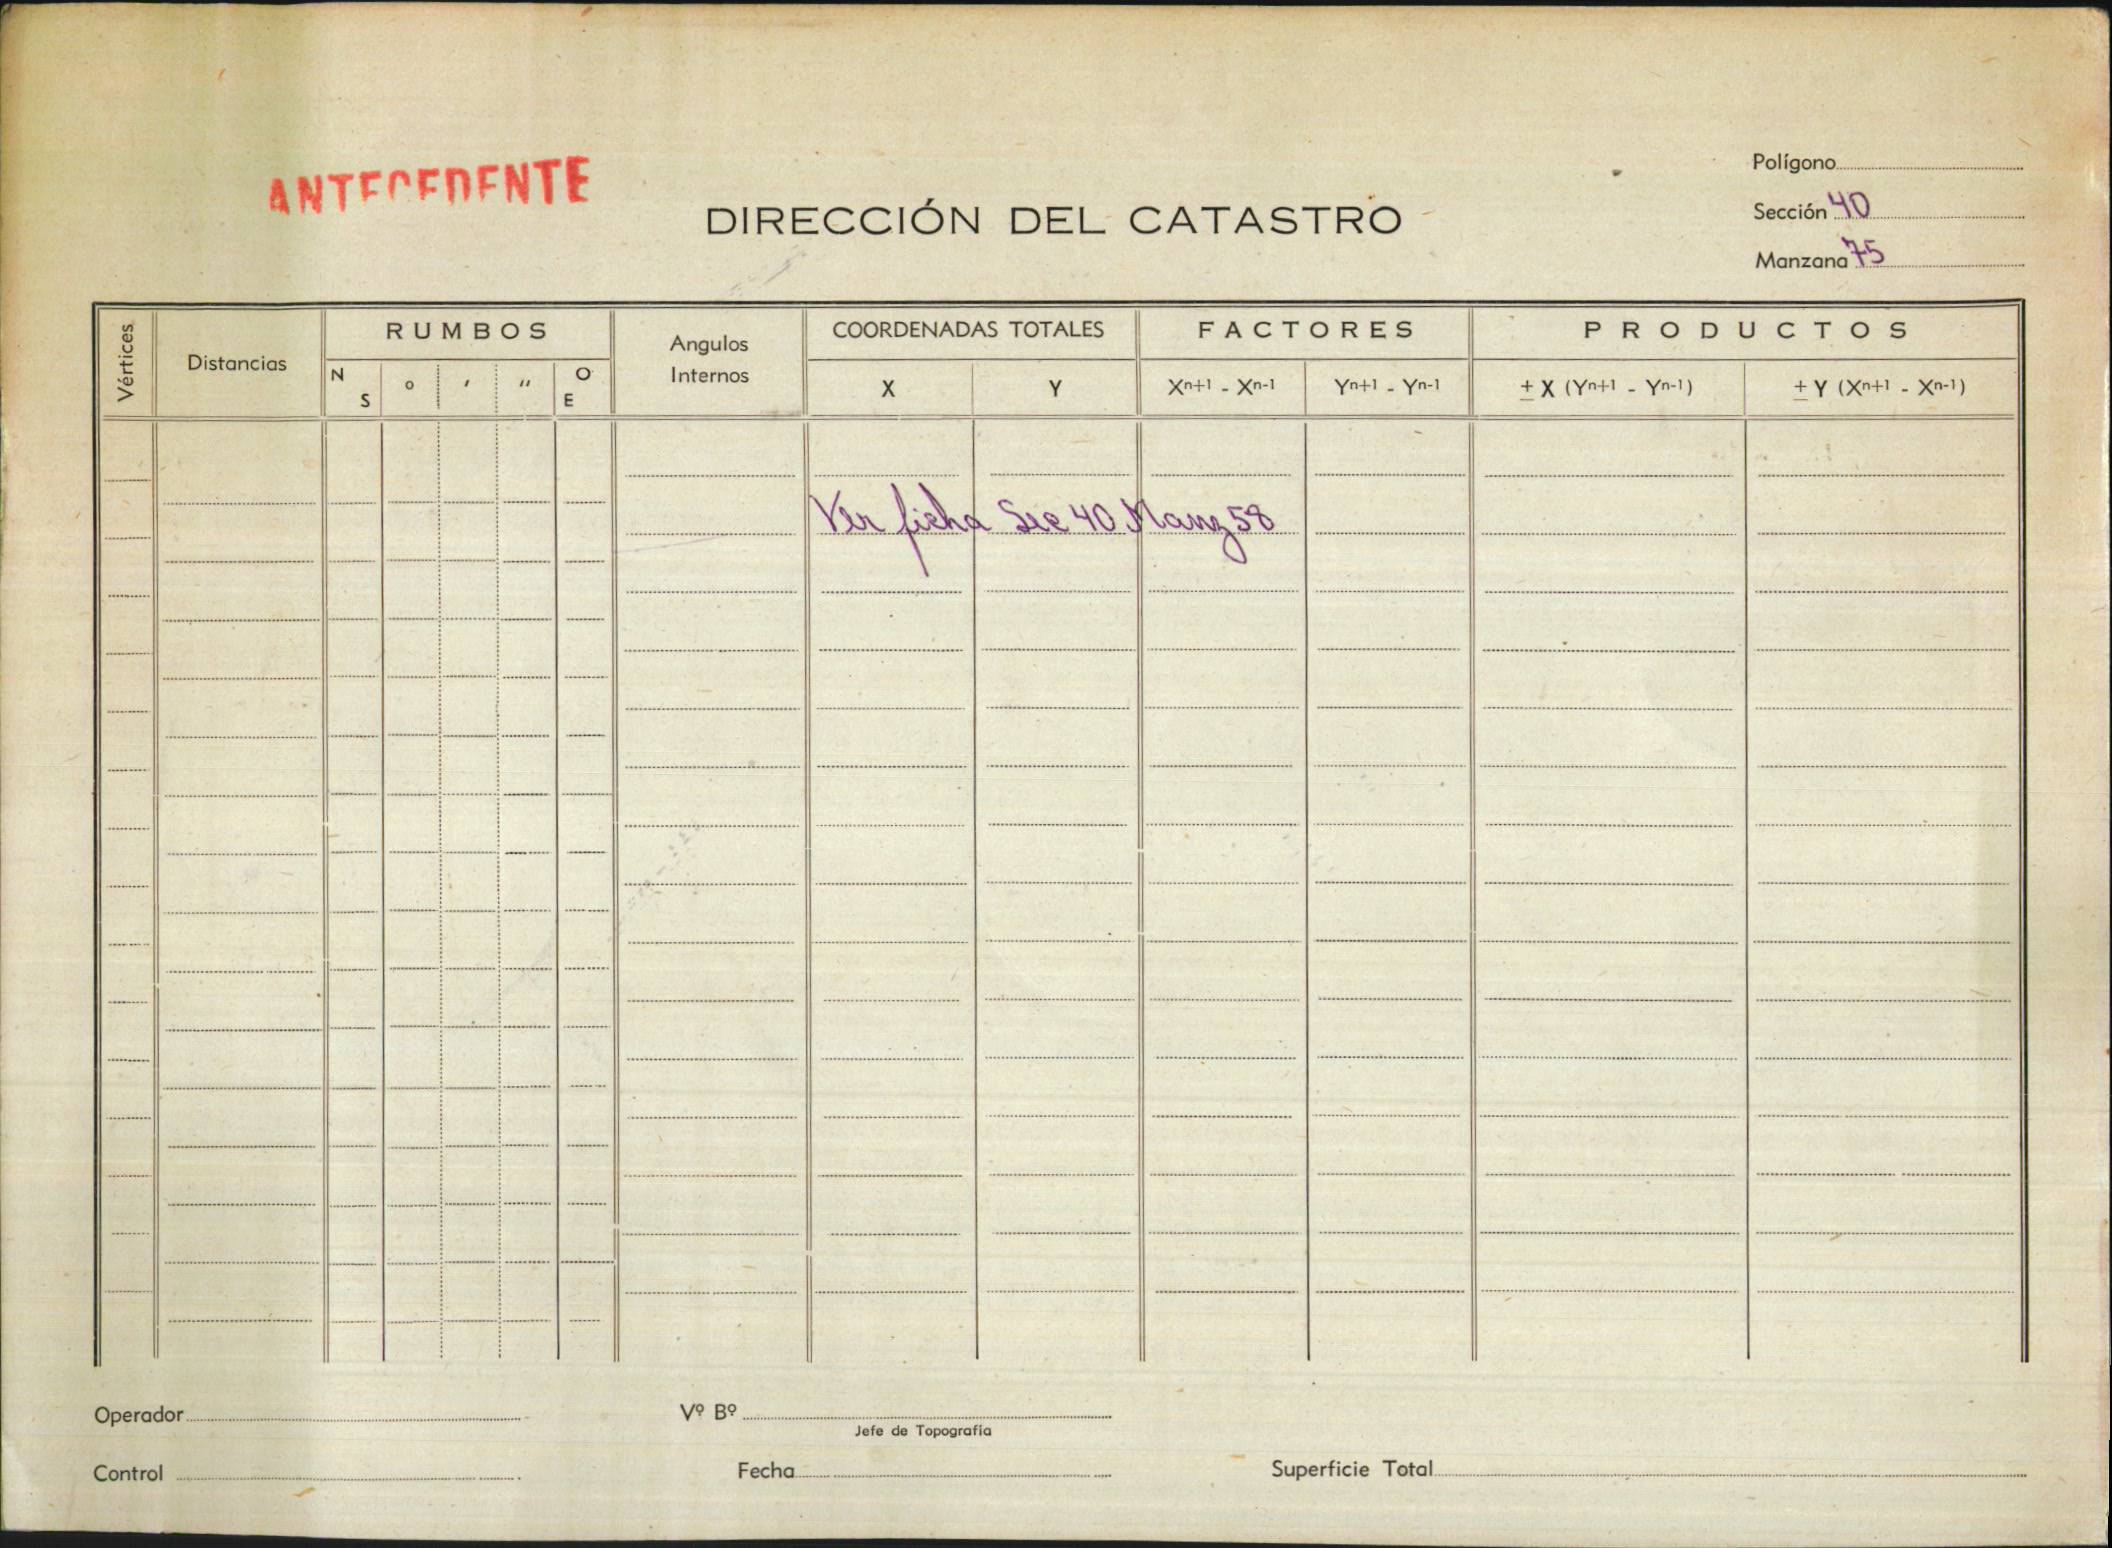 ANTECEDENTE
DIRECCIÓN DEL CATASTRO
Polígono
Sección 40
Manzana 75
Vértices
Distancias
RUMBOS
N S
° ′ ″
O E
Angulos Internos
COORDENADAS TOTALES
X Y
FACTORES
Xⁿ⁺¹ - Xⁿ⁻¹ Yⁿ⁺¹ - Yⁿ⁻¹
PRODUCTOS
± X (Yⁿ⁺¹ - Yⁿ⁻¹) ± Y (Xⁿ⁺¹ - Xⁿ⁻¹)
Ver ficha Sec 40 Manz 58
Operador
Vº Bº
Jefe de Topografía
Control
Fecha
Superficie Total